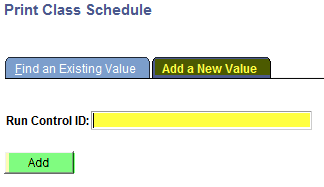 Print Class Schedule
Find an Existing Value
Add a New Value
Run Control ID:
Add